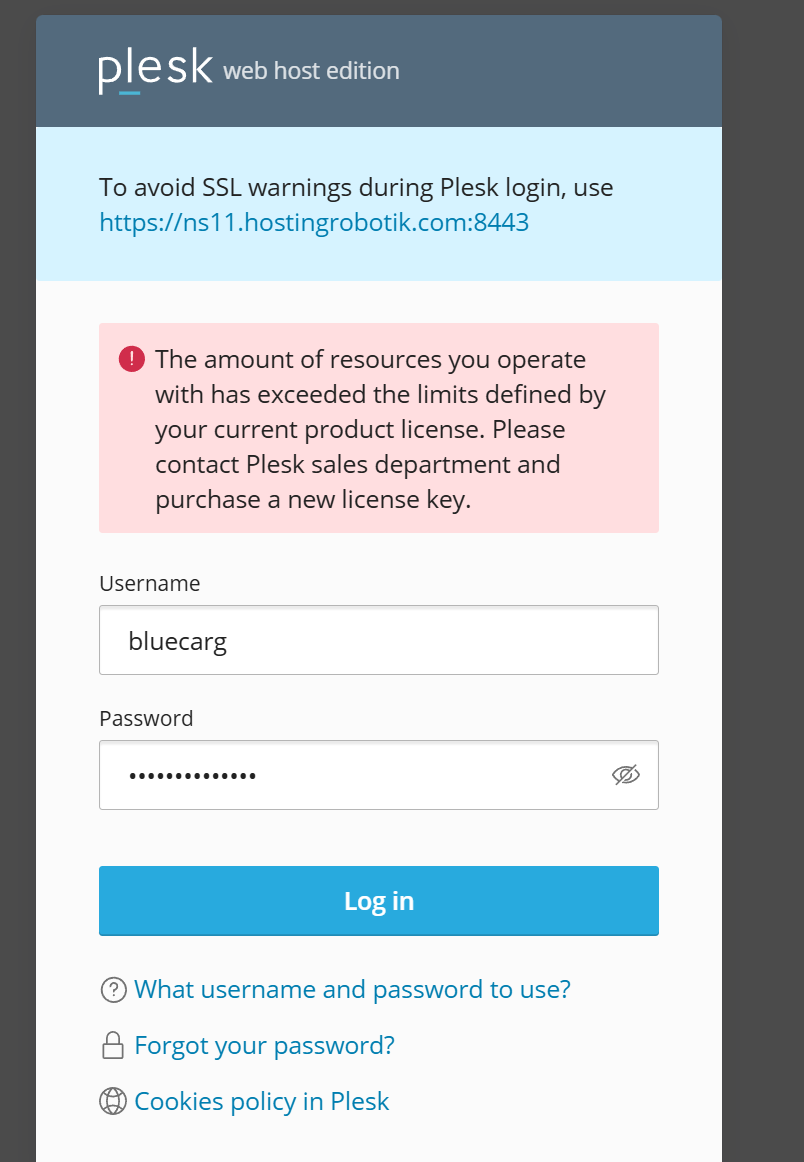 plesk web host edition
To avoid SSL warnings during Plesk login, use
https://ns11.hostingrobotik.com:8443
! The amount of resources you operate
with has exceeded the limits defined by
your current product license. Please
contact Plesk sales department and
purchase a new license key.
Username
bluecarg
Password
••••••••••••••
Log in
? What username and password to use?
Forgot your password?
Cookies policy in Plesk